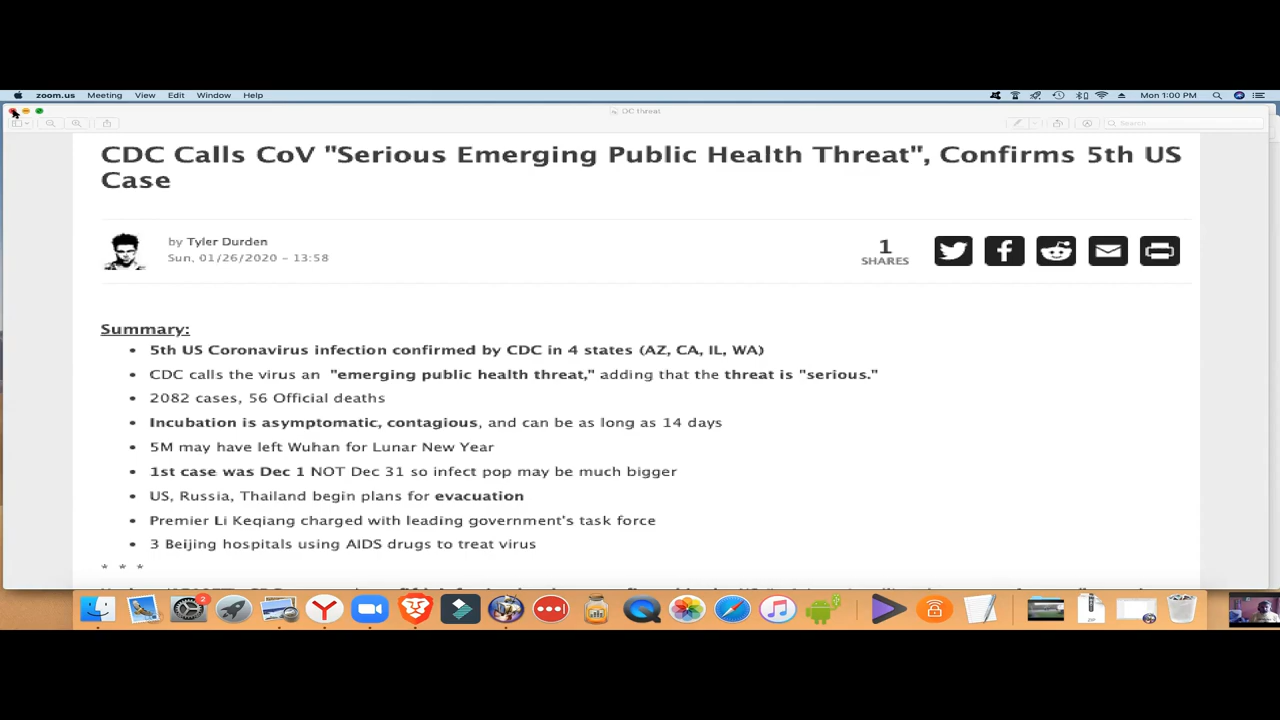 zoom.us Meeting View Edit Window Help Mon 1:00 PM
DC threat
Search
CDC Calls CoV "Serious Emerging Public Health Threat", Confirms 5th US
Case
by Tyler Durden
Sun, 01/26/2020 - 13:58
1
SHARES
Summary:
• 5th US Coronavirus infection confirmed by CDC in 4 states (AZ, CA, IL, WA)
• CDC calls the virus an "emerging public health threat," adding that the threat is "serious."
• 2082 cases, 56 Official deaths
• Incubation is asymptomatic, contagious, and can be as long as 14 days
• 5M may have left Wuhan for Lunar New Year
• 1st case was Dec 1 NOT Dec 31 so infect pop may be much bigger
• US, Russia, Thailand begin plans for evacuation
• Premier Li Keqiang charged with leading government's task force
• 3 Beijing hospitals using AIDS drugs to treat virus
* * *
2
ZIP